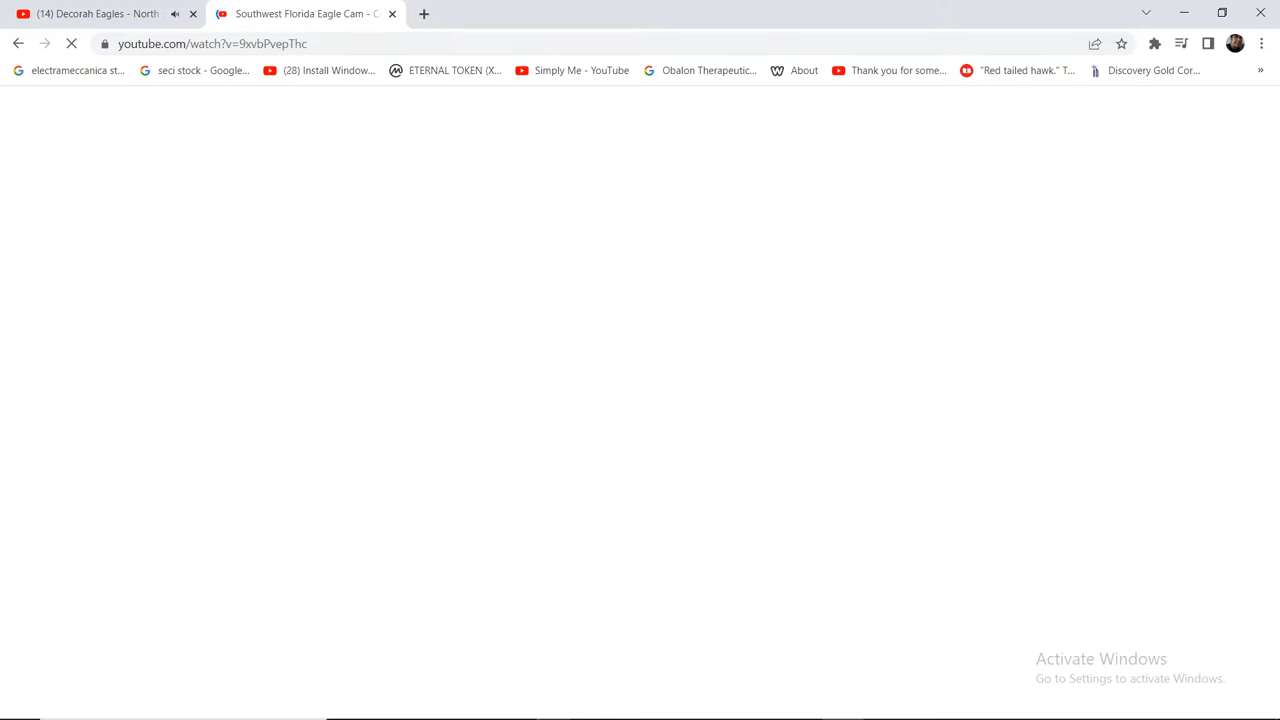 (14) Decorah Eagles - North
Southwest Florida Eagle Cam -
youtube.com/watch?v=9xvbPvepThc
electrameccanica st... seci stock - Google... (28) Install Window... ETERNAL TOKEN (X... Simply Me - YouTube Obalon Therapeutic... About Thank you for some... "Red tailed hawk." T... Discovery Gold Cor... »
Activate Windows
Go to Settings to activate Windows.